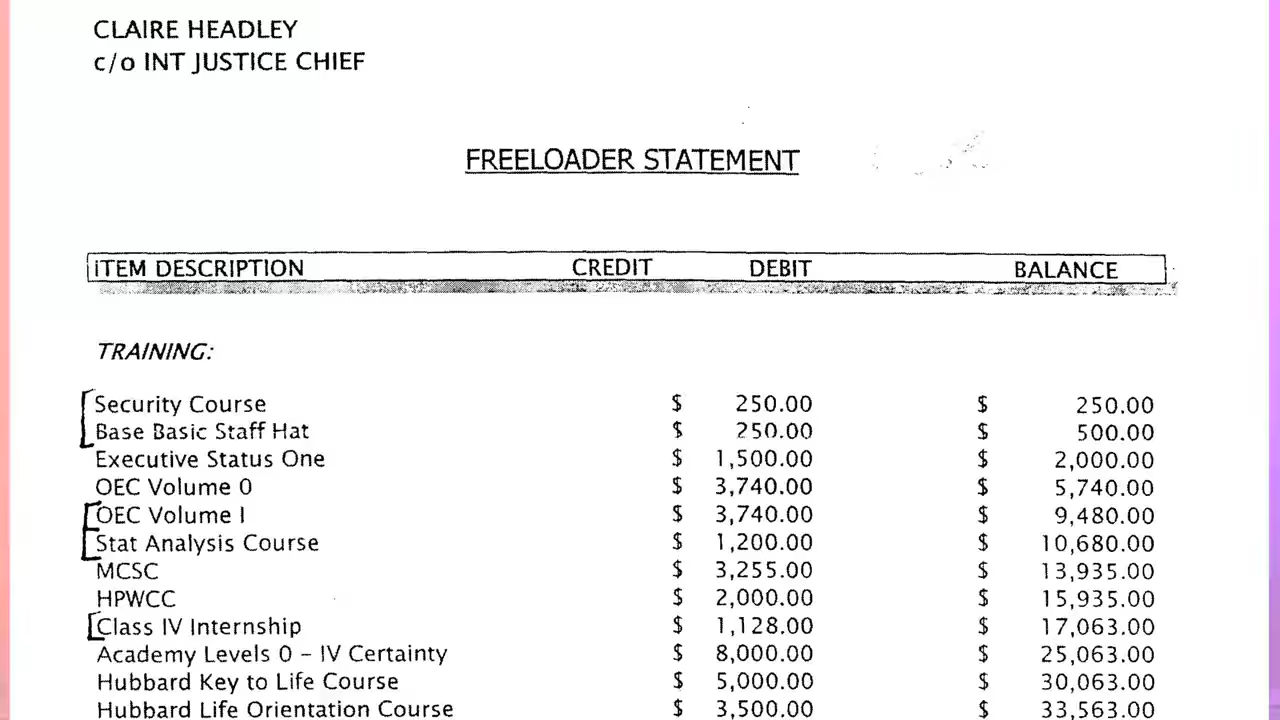 CLAIRE HEADLEY
c/o INT JUSTICE CHIEF
FREELOADER STATEMENT
ITEM DESCRIPTION CREDIT DEBIT BALANCE
TRAINING:
Security Course $ 250.00 $ 250.00
Base Basic Staff Hat $ 250.00 $ 500.00
Executive Status One $ 1,500.00 $ 2,000.00
OEC Volume 0 $ 3,740.00 $ 5,740.00
OEC Volume I $ 3,740.00 $ 9,480.00
Stat Analysis Course $ 1,200.00 $ 10,680.00
MCSC $ 3,255.00 $ 13,935.00
HPWCC $ 2,000.00 $ 15,935.00
Class IV Internship $ 1,128.00 $ 17,063.00
Academy Levels 0 – IV Certainty $ 8,000.00 $ 25,063.00
Hubbard Key to Life Course $ 5,000.00 $ 30,063.00
Hubbard Life Orientation Course $ 3,500.00 $ 33,563.00